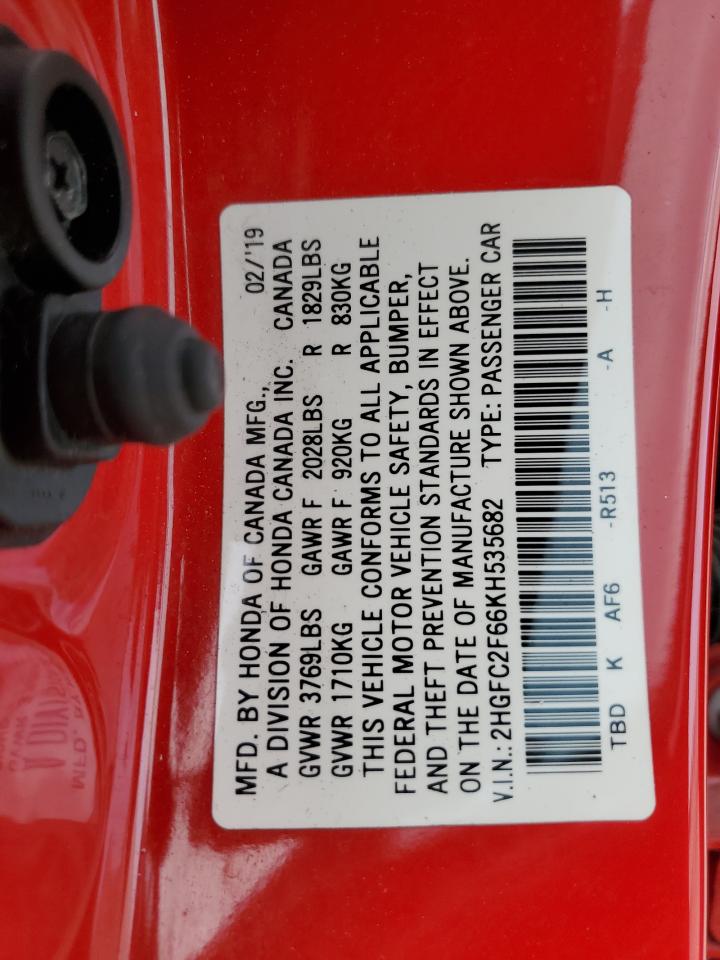 MFD. BY HONDA OF CANADA MFG., 02/'19
A DIVISION OF HONDA CANADA INC. CANADA
GVWR 3769LBS GAWR F 2028LBS R 1829LBS
GVWR 1710KG GAWR F 920KG R 830KG
THIS VEHICLE CONFORMS TO ALL APPLICABLE
FEDERAL MOTOR VEHICLE SAFETY, BUMPER,
AND THEFT PREVENTION STANDARDS IN EFFECT
ON THE DATE OF MANUFACTURE SHOWN ABOVE.
V.I.N.: 2HGFC2F66KH535682 TYPE: PASSENGER CAR
TBD K AF6 -R513 -A -H